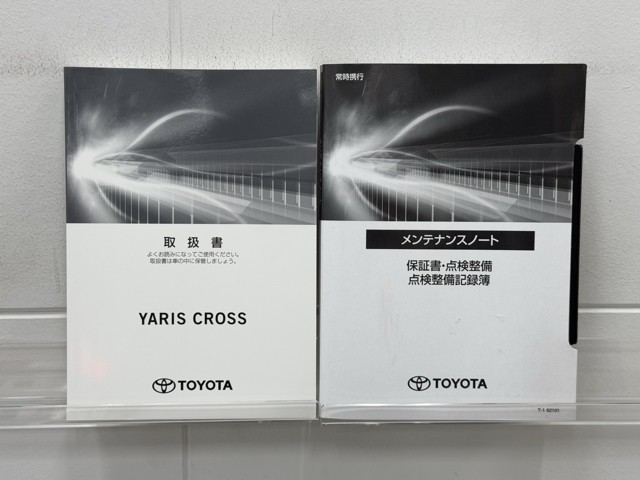 取扱書
よくお読みになってご使用ください。
取扱書は車の中に保管しましょう。
YARIS CROSS
TOYOTA
常時携行
メンテナンスノート
保証書・点検整備
点検整備記録簿
TOYOTA